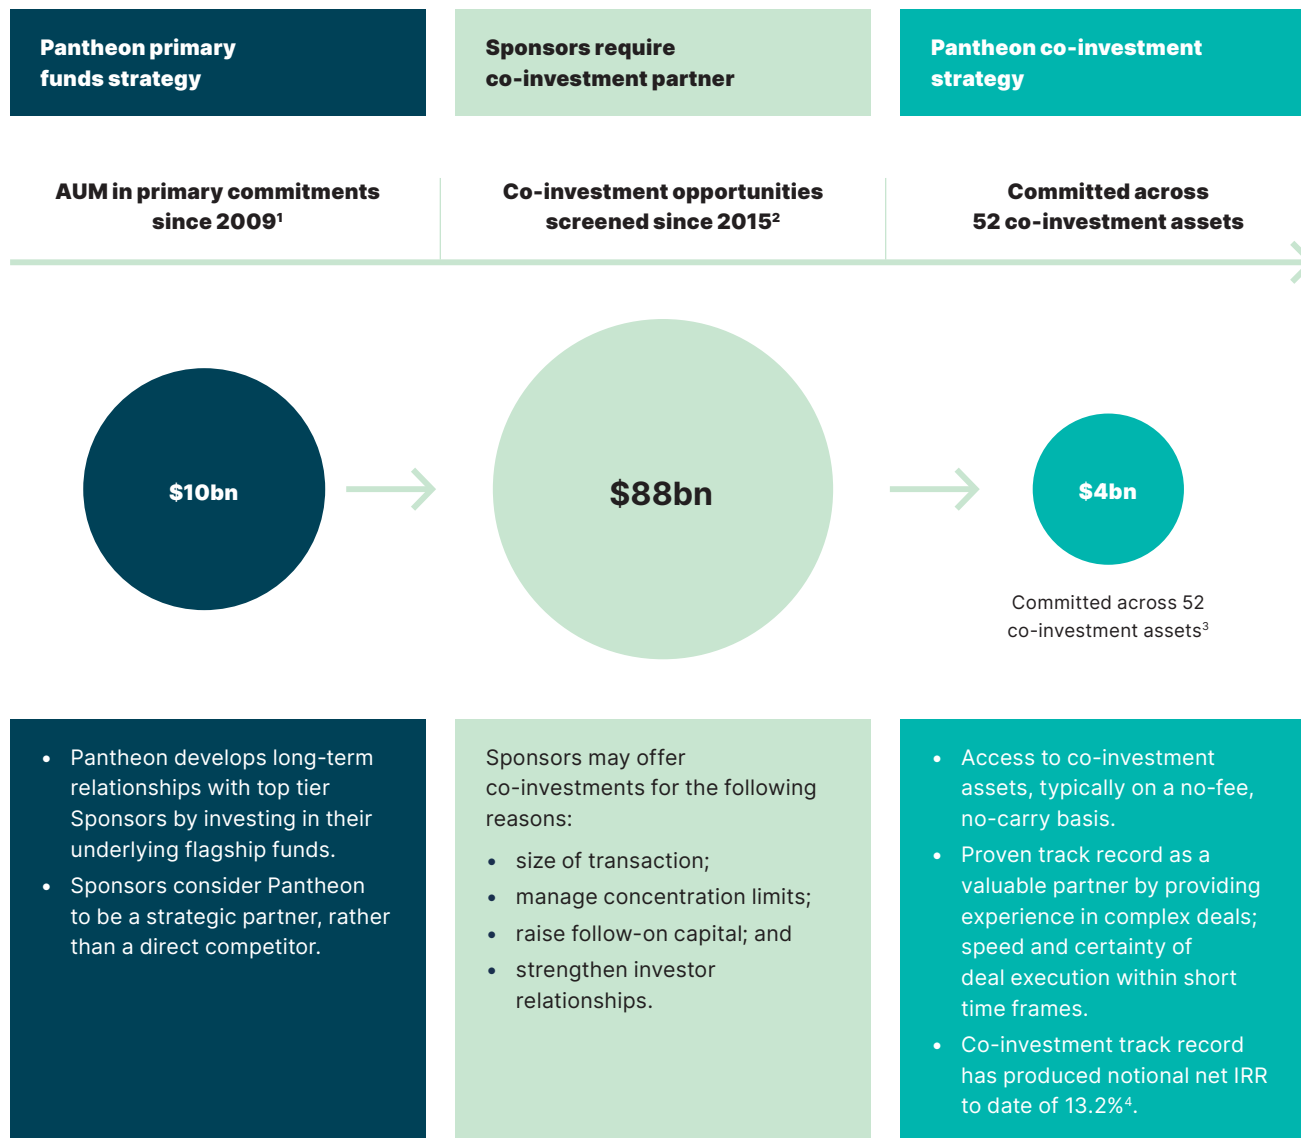 Pantheon primary
funds strategy
Sponsors require
co-investment partner
Pantheon co-investment
strategy
AUM in primary commitments
since 2009¹
Co-investment opportunities
screened since 2015²
Committed across
52 co-investment assets
$10bn
$88bn
$4bn
Committed across 52
co-investment assets³
• Pantheon develops long-term
relationships with top tier
Sponsors by investing in their
underlying flagship funds.
• Sponsors consider Pantheon
to be a strategic partner, rather
than a direct competitor.
Sponsors may offer
co-investments for the following
reasons:
• size of transaction;
• manage concentration limits;
• raise follow-on capital; and
• strengthen investor
relationships.
• Access to co-investment
assets, typically on a no-fee,
no-carry basis.
• Proven track record as a
valuable partner by providing
experience in complex deals;
speed and certainty of
deal execution within short
time frames.
• Co-investment track record
has produced notional net IRR
to date of 13.2%⁴.